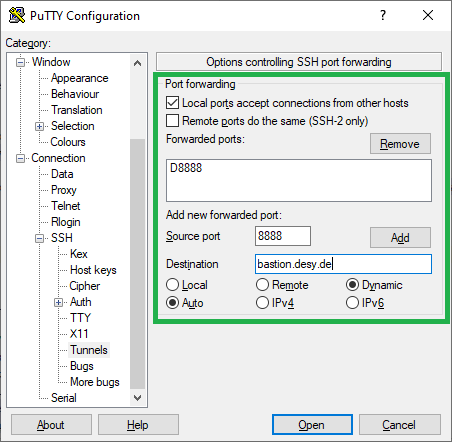 PuTTY Configuration
Category:
Window
Appearance
Behaviour
Translation
Selection
Colours
Connection
Data
Proxy
Telnet
Rlogin
SSH
Kex
Host keys
Cipher
Auth
TTY
X11
Tunnels
Bugs
More bugs
Serial
Options controlling SSH port forwarding
Port forwarding
Local ports accept connections from other hosts
Remote ports do the same (SSH-2 only)
Forwarded ports:
Remove
D8888
Add new forwarded port:
Source port 8888 Add
Destination bastion.desy.de
Local Remote Dynamic
Auto IPv4 IPv6
About Help Open Cancel